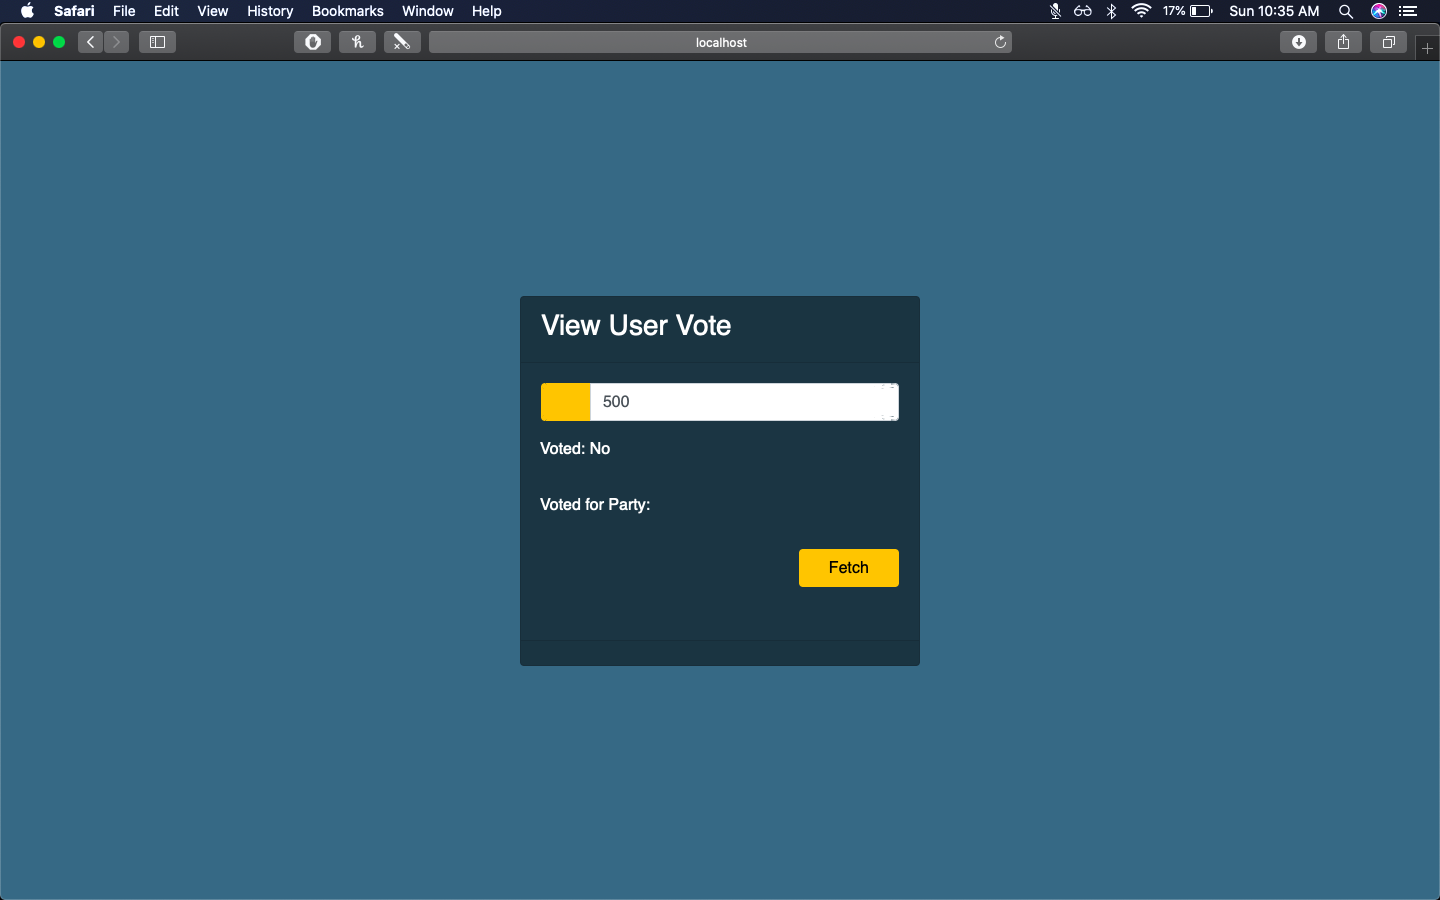 Safari File Edit View History Bookmarks Window Help 17% Sun 10:35 AM
localhost
View User Vote
500
Voted: No
Voted for Party:
Fetch